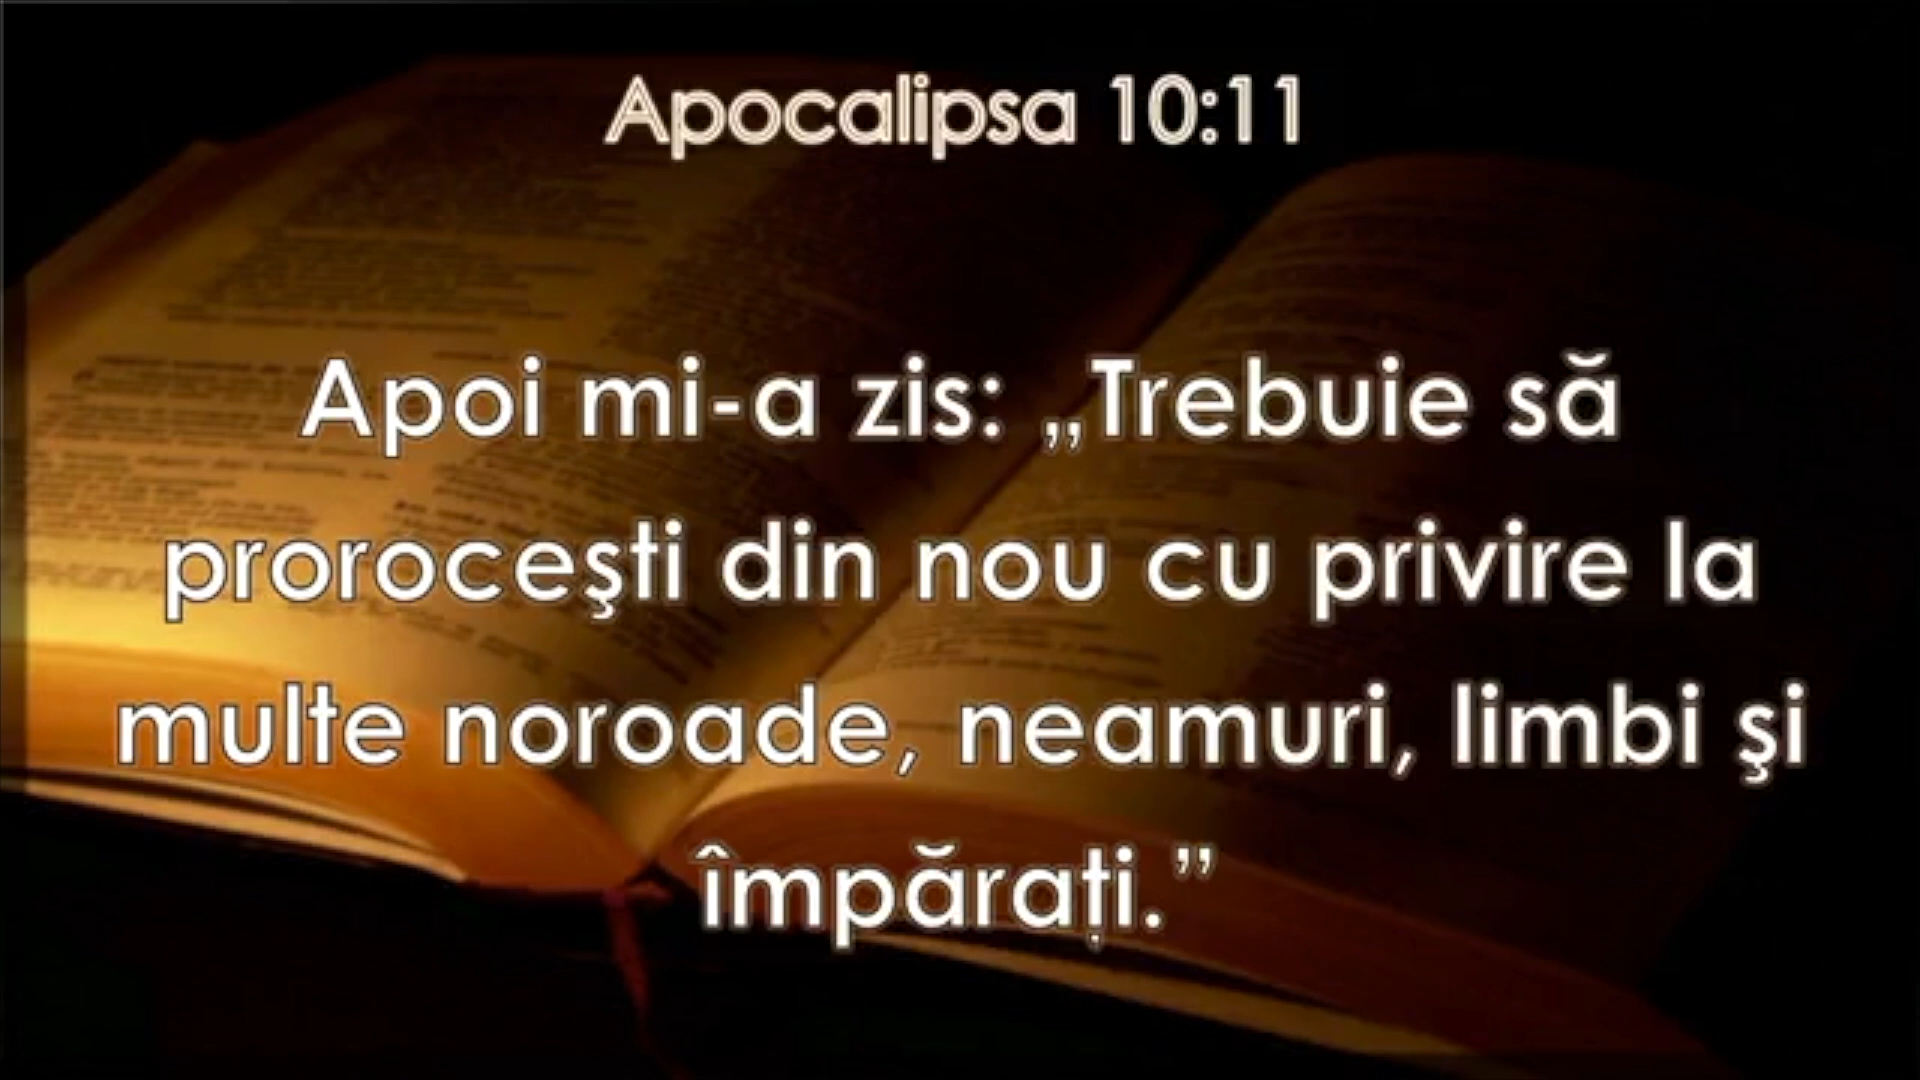 Apocalipsa 10:11
Apoi mi-a zis: „Trebuie să
proroceşti din nou cu privire la
multe noroade, neamuri, limbi şi
împărați.”